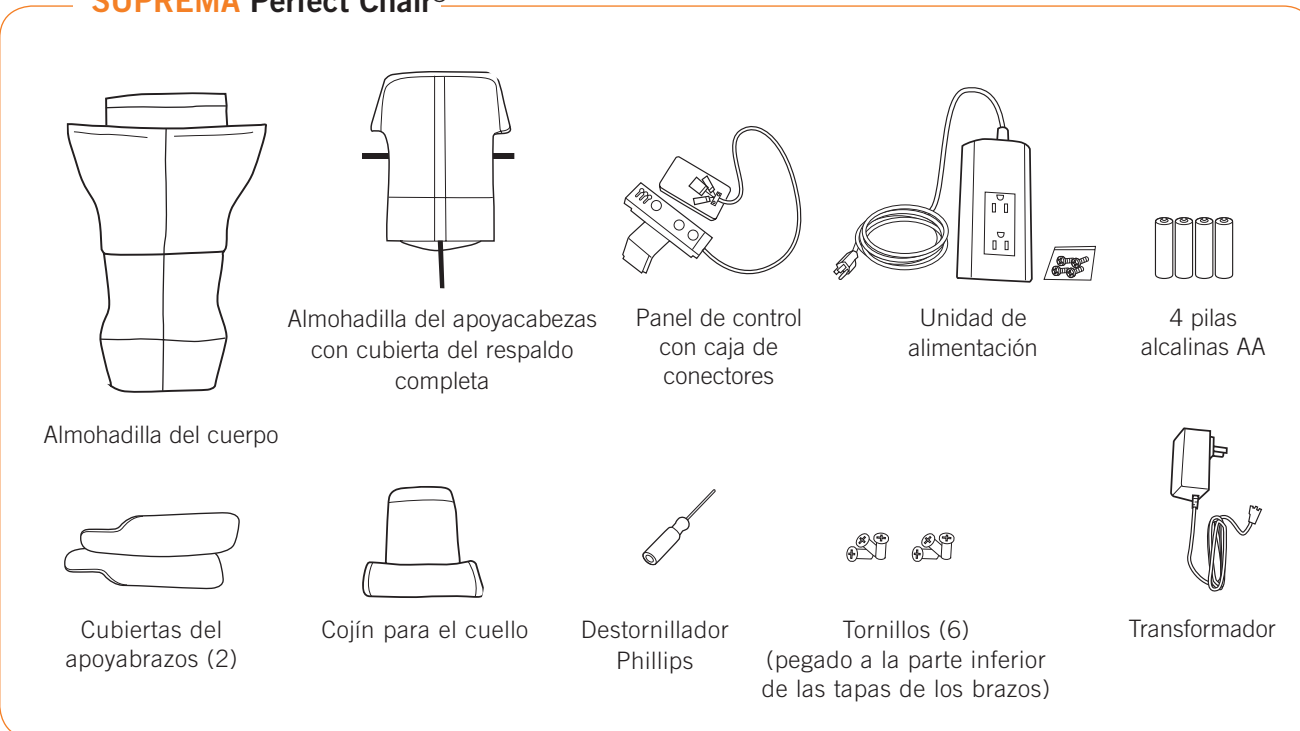 SUPREMA Perfect Chair®
Almohadilla del cuerpo
Almohadilla del apoyacabezas
con cubierta del respaldo
completa
Panel de control
con caja de
conectores
Unidad de
alimentación
4 pilas
alcalinas AA
Cubiertas del
apoyabrazos (2)
Cojín para el cuello
Destornillador
Phillips
Tornillos (6)
(pegado a la parte inferior
de las tapas de los brazos)
Transformador